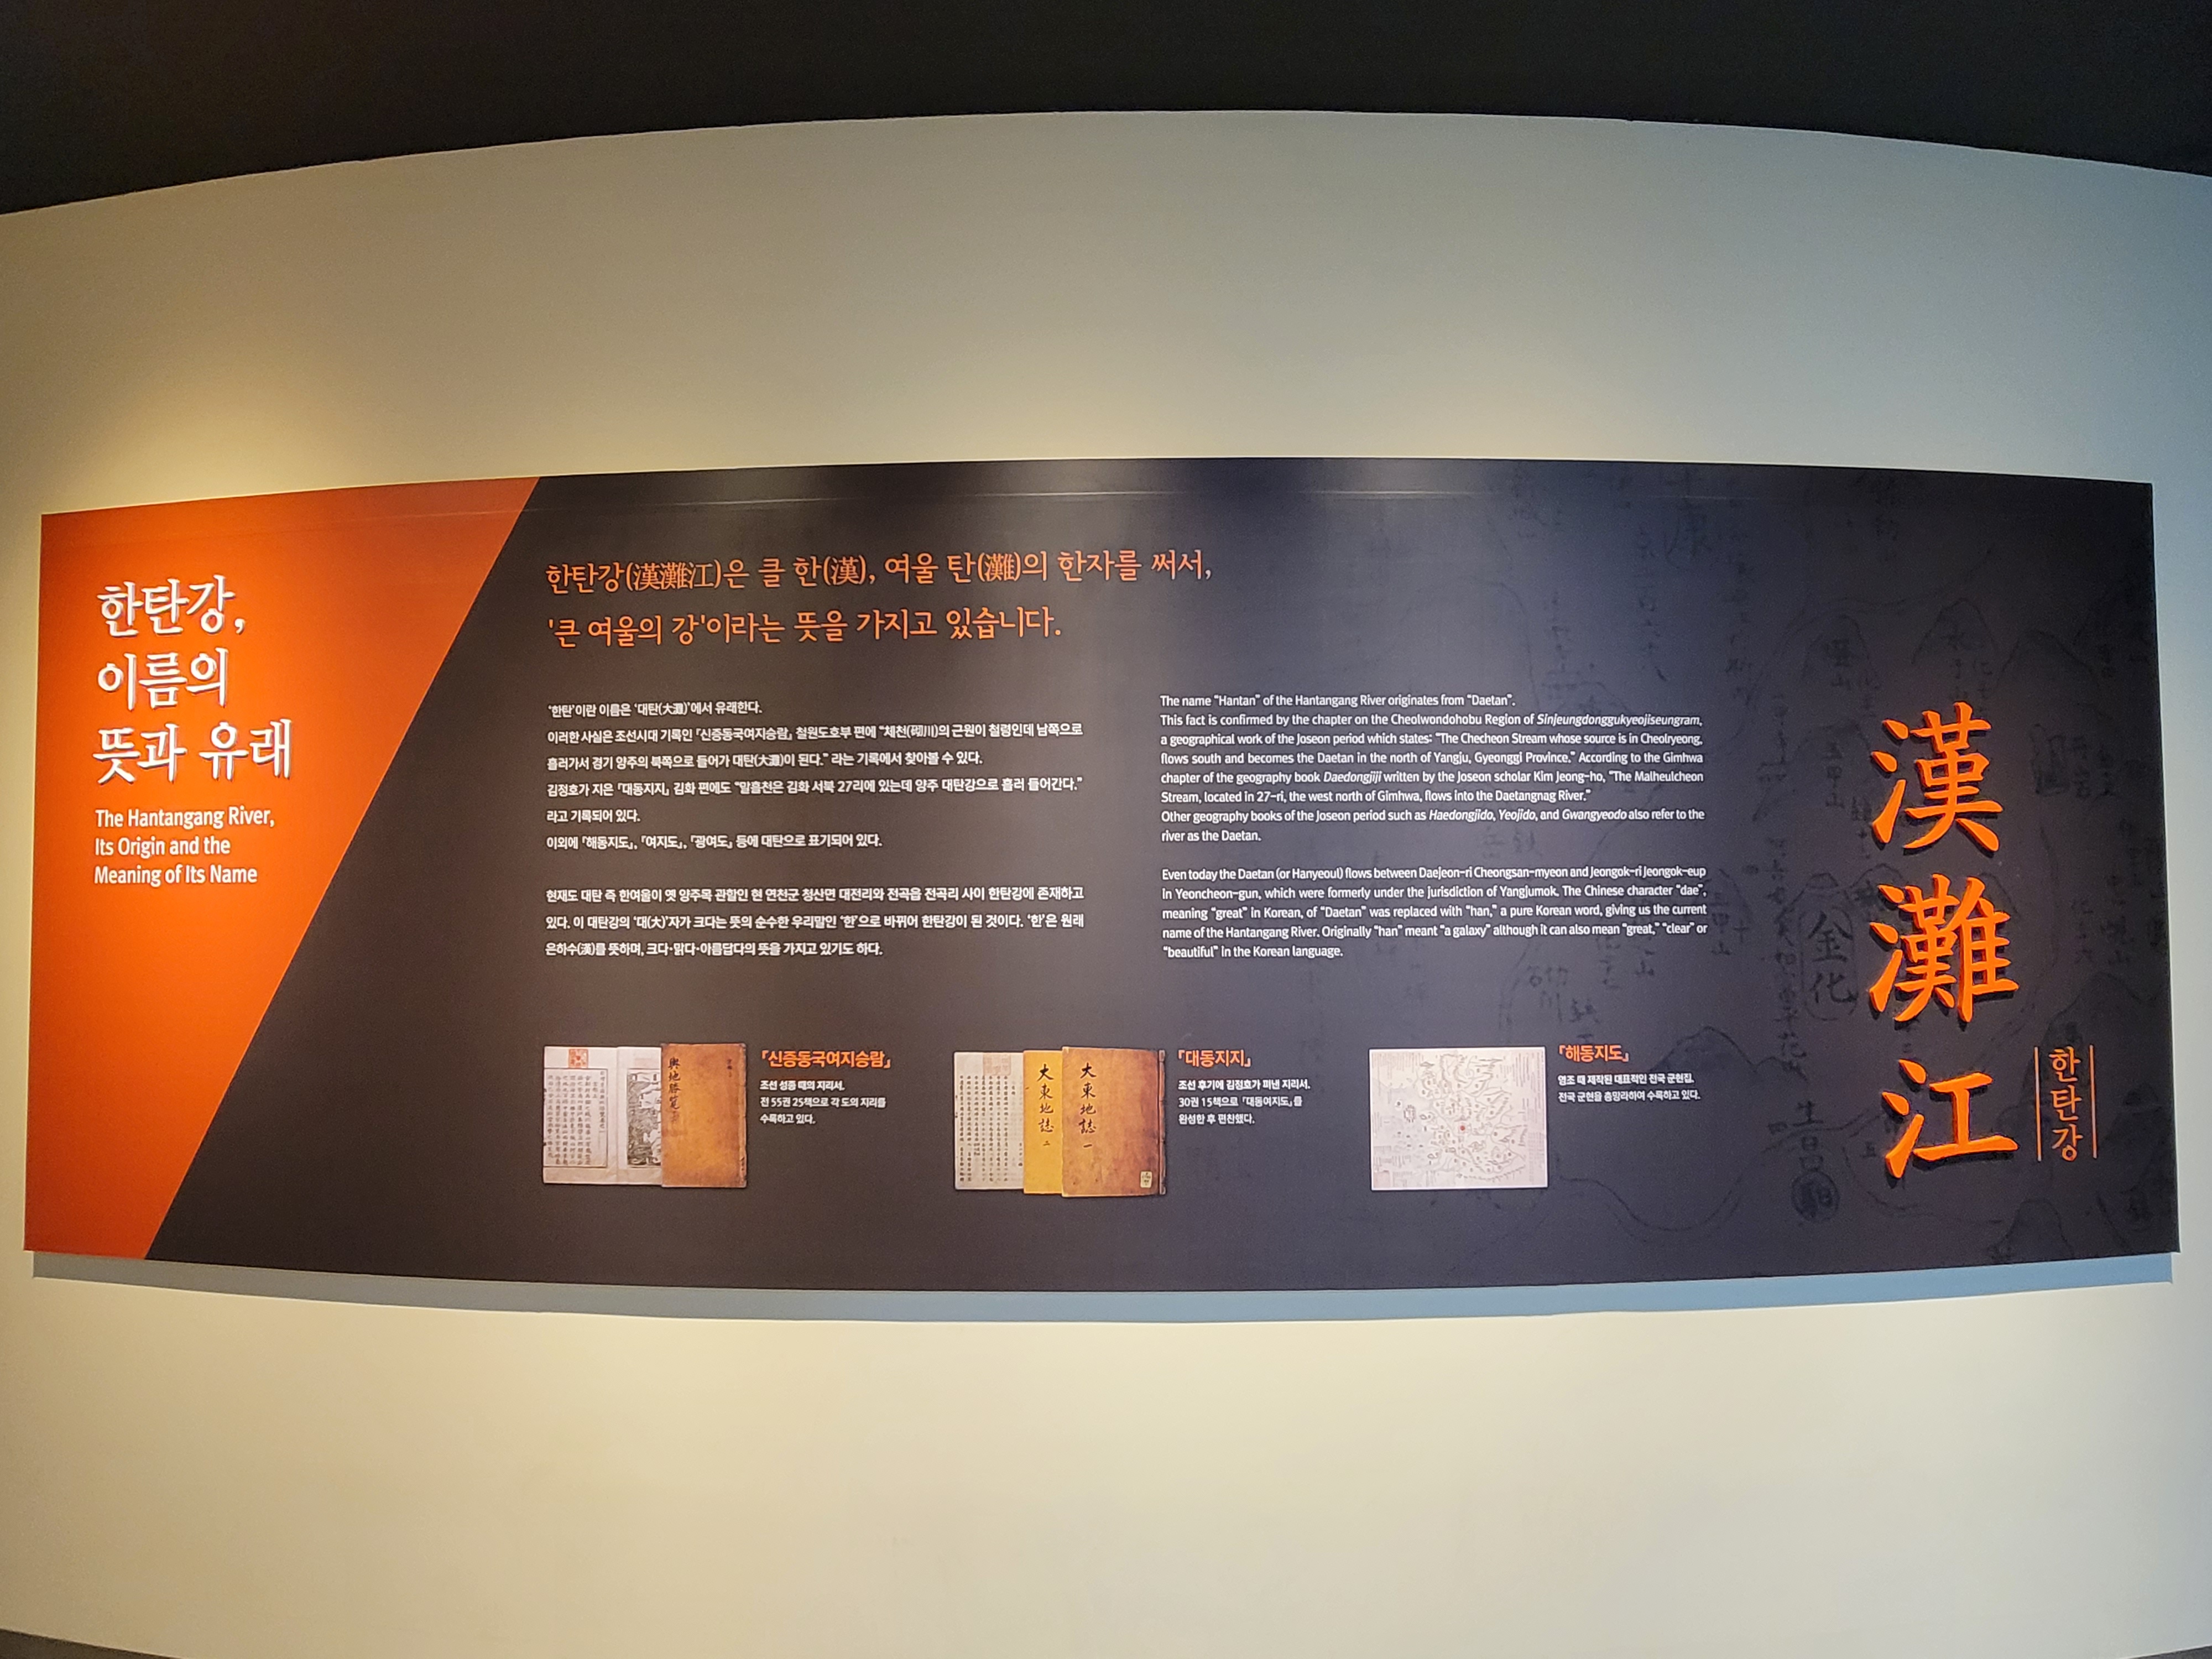 한탄강,
이름의
뜻과 유래
The Hantangang River,
Its Origin and the
Meaning of Its Name
한탄강(漢灘江)은 클 한(漢), 여울 탄(灘)의 한자를 써서,
'큰 여울의 강'이라는 뜻을 가지고 있습니다.
'한탄'이란 이름은 '대탄(大灘)'에서 유래한다.
이러한 사실은 조선시대 기록인 『신증동국여지승람』 철원도호부 편에 "체천(砌川)의 근원이 철령인데 남쪽으로
흘러가서 경기 양주의 북쪽으로 들어가 대탄(大灘)이 된다." 라는 기록에서 찾아볼 수 있다.
김정호가 지은 『대동지지』 김화 편에도 "말흘천은 김화 서북 27리에 있는데 양주 대탄강으로 흘러 들어간다."
라고 기록되어 있다.
이외에 『해동지도』, 『여지도』, 『광여도』 등에 대탄으로 표기되어 있다.
현재도 대탄 즉 한여울이 옛 양주목 관할인 현 연천군 청산면 대전리와 전곡읍 전곡리 사이 한탄강에 존재하고
있다. 이 대탄강의 '대(大)'자가 크다는 뜻의 순수한 우리말인 '한'으로 바뀌어 한탄강이 된 것이다. '한'은 원래
은하수(漢)를 뜻하며, 크다·맑다·아름답다의 뜻을 가지고 있기도 하다.
The name "Hantan" of the Hantangang River originates from "Daetan".
This fact is confirmed by the chapter on the Cheolwondohobu Region of Sinjeungdonggukyeojiseungram,
a geographical work of the Joseon period which states: "The Checheon Stream whose source is in Cheolryeong,
flows south and becomes the Daetan in the north of Yangju, Gyeonggi Province." According to the Gimhwa
chapter of the geography book Daedongjiji written by the Joseon scholar Kim Jeong-ho, "The Malheulcheon
Stream, located in 27-ri, the west north of Gimhwa, flows into the Daetangnag River."
Other geography books of the Joseon period such as Haedongjido, Yeojido, and Gwangyeodo also refer to the
river as the Daetan.
Even today the Daetan (or Hanyeoul) flows between Daejeon-ri Cheongsan-myeon and Jeongok-ri Jeongok-eup
in Yeoncheon-gun, which were formerly under the jurisdiction of Yangjumok. The Chinese character "dae",
meaning "great" in Korean, of "Daetan" was replaced with "han," a pure Korean word, giving us the current
name of the Hantangang River. Originally "han" meant "a galaxy" although it can also mean "great," "clear" or
"beautiful" in the Korean language.
輿地勝覽
『신증동국여지승람』
조선 성종 때의 지리서.
전 55권 25책으로 각 도의 지리를
수록하고 있다.
大東地誌 二
大東地誌 一
『대동지지』
조선 후기에 김정호가 펴낸 지리서.
30권 15책으로 『대동여지도』를
완성한 후 편찬했다.
『해동지도』
영조 때 제작된 대표적인 전국 군현집.
전국 군현을 총망라하여 수록하고 있다.
金化
漢灘江
한탄강